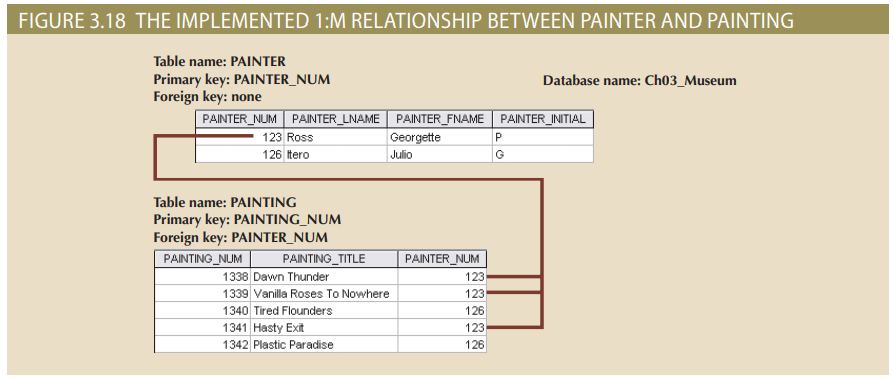 FIGURE 3.18 THE IMPLEMENTED 1:M RELATIONSHIP BETWEEN PAINTER AND PAINTING
Table name: PAINTER
Primary key: PAINTER_NUM
Database name: Ch03_Museum
Foreign key: none
PAINTER_NUM PAINTER_LNAME PAINTER_FNAME PAINTER_INITIAL
123 Ross Georgette P
126 Itero Julio G
Table name: PAINTING
Primary key: PAINTING_NUM
Foreign key: PAINTER_NUM
PAINTING_NUM PAINTING_TITLE PAINTER_NUM
1338 Dawn Thunder 123
1339 Vanilla Roses To Nowhere 123
1340 Tired Flounders 126
1341 Hasty Exit 123
1342 Plastic Paradise 126